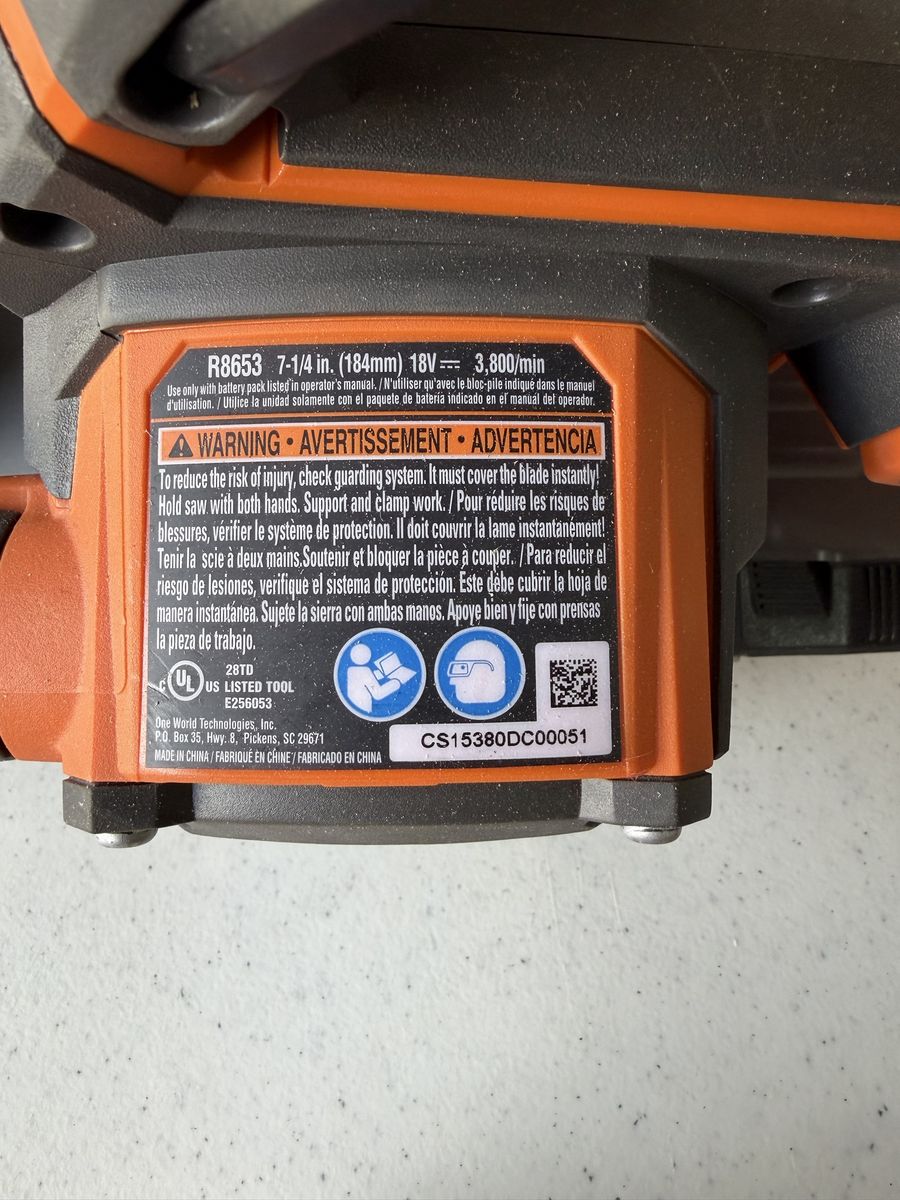 R8653 7-1/4 in. (184mm) 18V⎓ 3,800/min
Use only with battery pack listed in operator's manual. / N'utiliser qu'avec le bloc-pile indiqué dans le manuel
d'utilisation. / Utilice la unidad solamente con el paquete de batería indicado en el manual del operador.
WARNING • AVERTISSEMENT • ADVERTENCIA
To reduce the risk of injury, check guarding system. It must cover the blade instantly!
Hold saw with both hands. Support and clamp work. / Pour réduire les risques de
blessures, vérifier le système de protection. Il doit couvrir la lame instantanément!
Tenir la scie à deux mains.Soutenir et bloquer la pièce à couper. / Para reducir el
riesgo de lesiones, verifique el sistema de protección. Este debe cubrir la hoja de
manera instantánea. Sujete la sierra con ambas manos. Apoye bien y fije con prensas
la pieza de trabajo.
28TD
C UL US LISTED TOOL
E256053
One World Technologies, Inc.
P.O. Box 35, Hwy. 8, Pickens, SC 29671
MADE IN CHINA / FABRIQUÉ EN CHINE / FABRICADO EN CHINA
CS15380DC00051